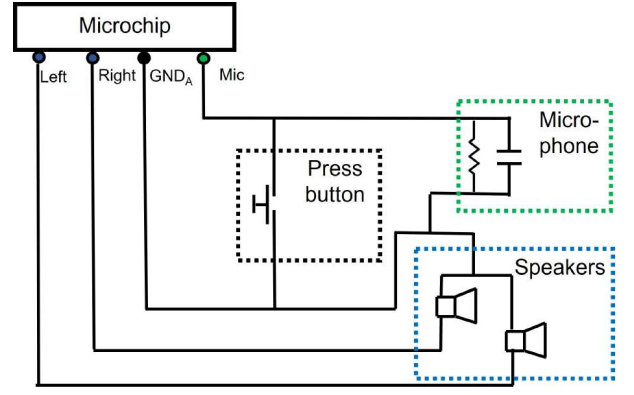 Microchip
Left
Right
GNDA
Mic
Micro-
phone
Press
button
Speakers